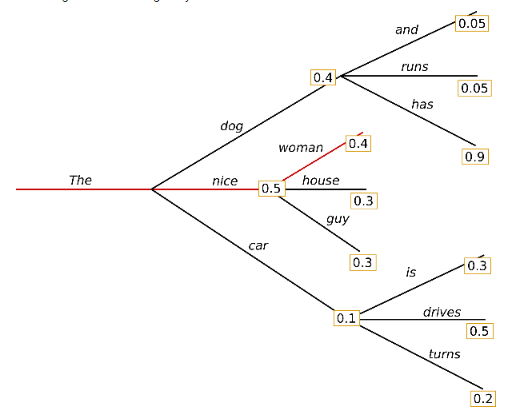 and
0.05
runs
0.4
0.05
has
dog
woman
0.4
0.9
The
nice
0.5
house
0.3
guy
car
0.3
is
0.3
0.1
drives
0.5
turns
0.2